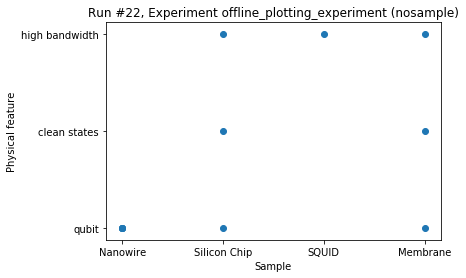 Run #22, Experiment offline_plotting_experiment (nosample)
high bandwidth
clean states
qubit
Physical feature
Nanowire Silicon Chip SQUID Membrane
Sample